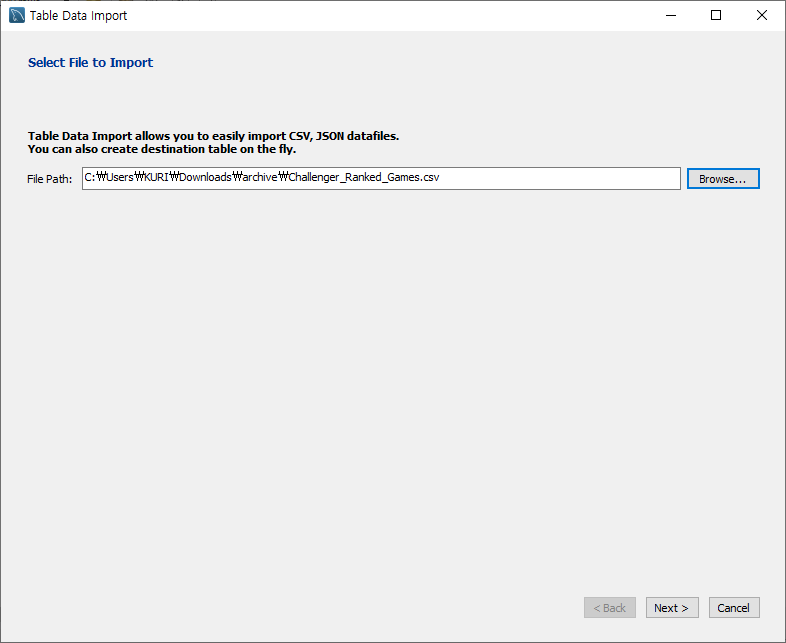 Table Data Import
Select File to Import
Table Data Import allows you to easily import CSV, JSON datafiles.
You can also create destination table on the fly.
File Path: C:₩Users₩KURI₩Downloads₩archive₩Challenger_Ranked_Games.csv Browse...
< Back Next > Cancel